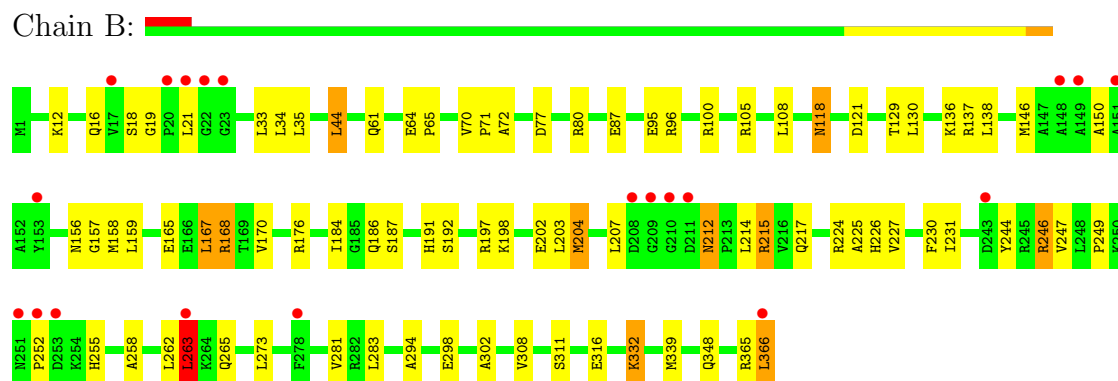 Chain B:
M1 K12 Q16 V17 S18 G19 P20 L21 G22 G23 L33 L34 L35 L44 Q61 E64 P65 V70 P71 A72 D77 R80 E87 E95 R96 R100 R105 L108 N118 D121 T129 L130 K136 R137 L138 M146 A147 A148 A149 A150 A151
A152 Y153 N156 G157 M158 L159 E165 E166 L167 R168 T169 V170 R176 I184 G185 Q186 S187 H191 S192 R197 K198 E202 L203 M204 L207 D208 G209 G210 D211 N212 P213 L214 R215 V216 Q217 R224 A225 H226 V227 F230 I231 D243 Y244 R245 R246 V247 L248 P249 K250
N251 P252 D253 K254 H255 A258 L262 L263 K264 Q265 L273 F278 V281 R282 L283 A294 E298 A302 V308 S311 E316 K332 M339 Q348 R365 L366